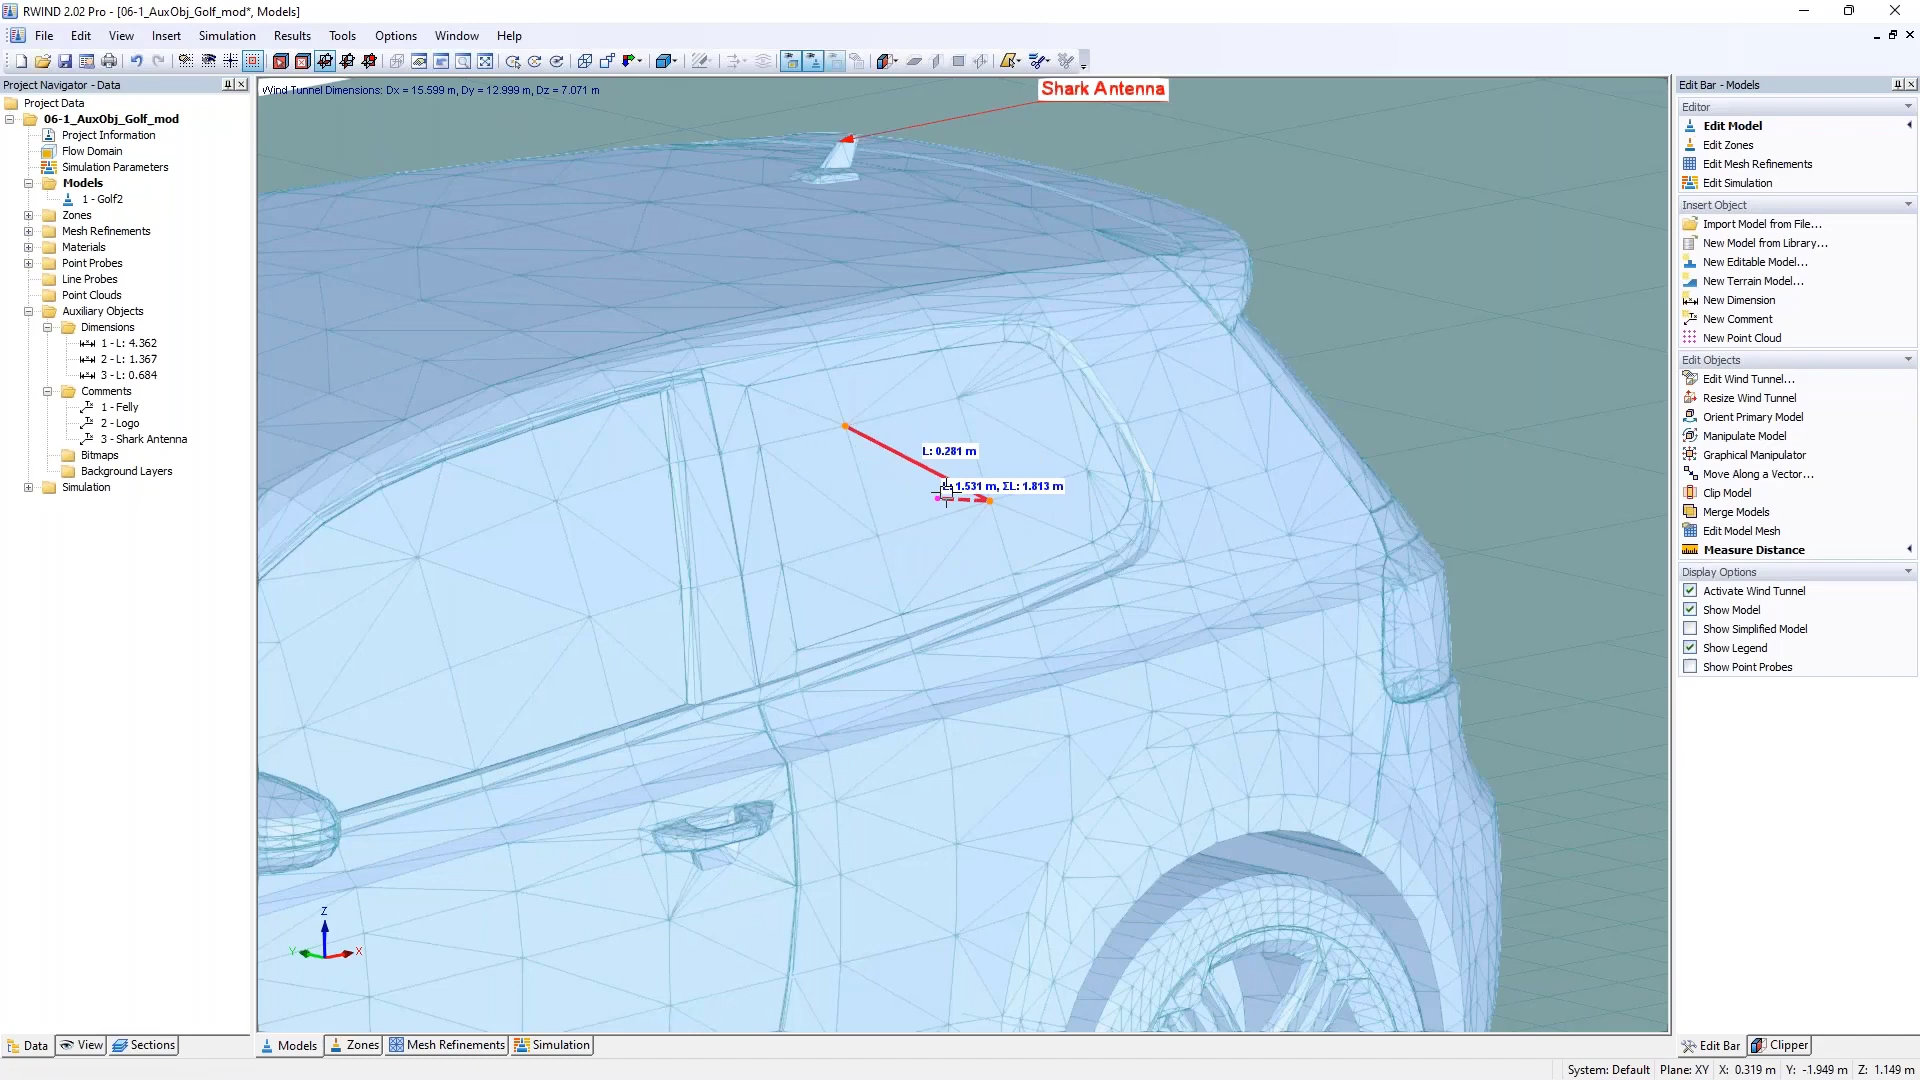 RWIND 2.02 Pro - [06-1_AuxObj_Golf_mod*, Models]
File Edit View Insert Simulation Results Tools Options Window Help
Project Navigator - Data
Project Data
06-1_AuxObj_Golf_mod
Project Information
Flow Domain
Simulation Parameters
Models
1 - Golf2
Zones
Mesh Refinements
Materials
Point Probes
Line Probes
Point Clouds
Auxiliary Objects
Dimensions
1 - L: 4.362
2 - L: 1.367
3 - L: 0.684
Comments
1 - Felly
2 - Logo
3 - Shark Antenna
Bitmaps
Background Layers
Simulation
Data View Sections
Wind Tunnel Dimensions: Dx = 15.599 m, Dy = 12.999 m, Dz = 7.071 m
Shark Antenna
L: 0.281 m
1.531 m, ΣL: 1.813 m
Z
Y X
Models Zones Mesh Refinements Simulation
Edit Bar - Models
Editor
Edit Model
Edit Zones
Edit Mesh Refinements
Edit Simulation
Insert Object
Import Model from File...
New Model from Library...
New Editable Model...
New Terrain Model...
New Dimension
New Comment
New Point Cloud
Edit Objects
Edit Wind Tunnel...
Resize Wind Tunnel
Orient Primary Model
Manipulate Model
Graphical Manipulator
Move Along a Vector...
Clip Model
Merge Models
Edit Model Mesh
Measure Distance
Display Options
Activate Wind Tunnel
Show Model
Show Simplified Model
Show Legend
Show Point Probes
Edit Bar Clipper
System: Default Plane: XY X: 0.319 m Y: -1.949 m Z: 1.149 m